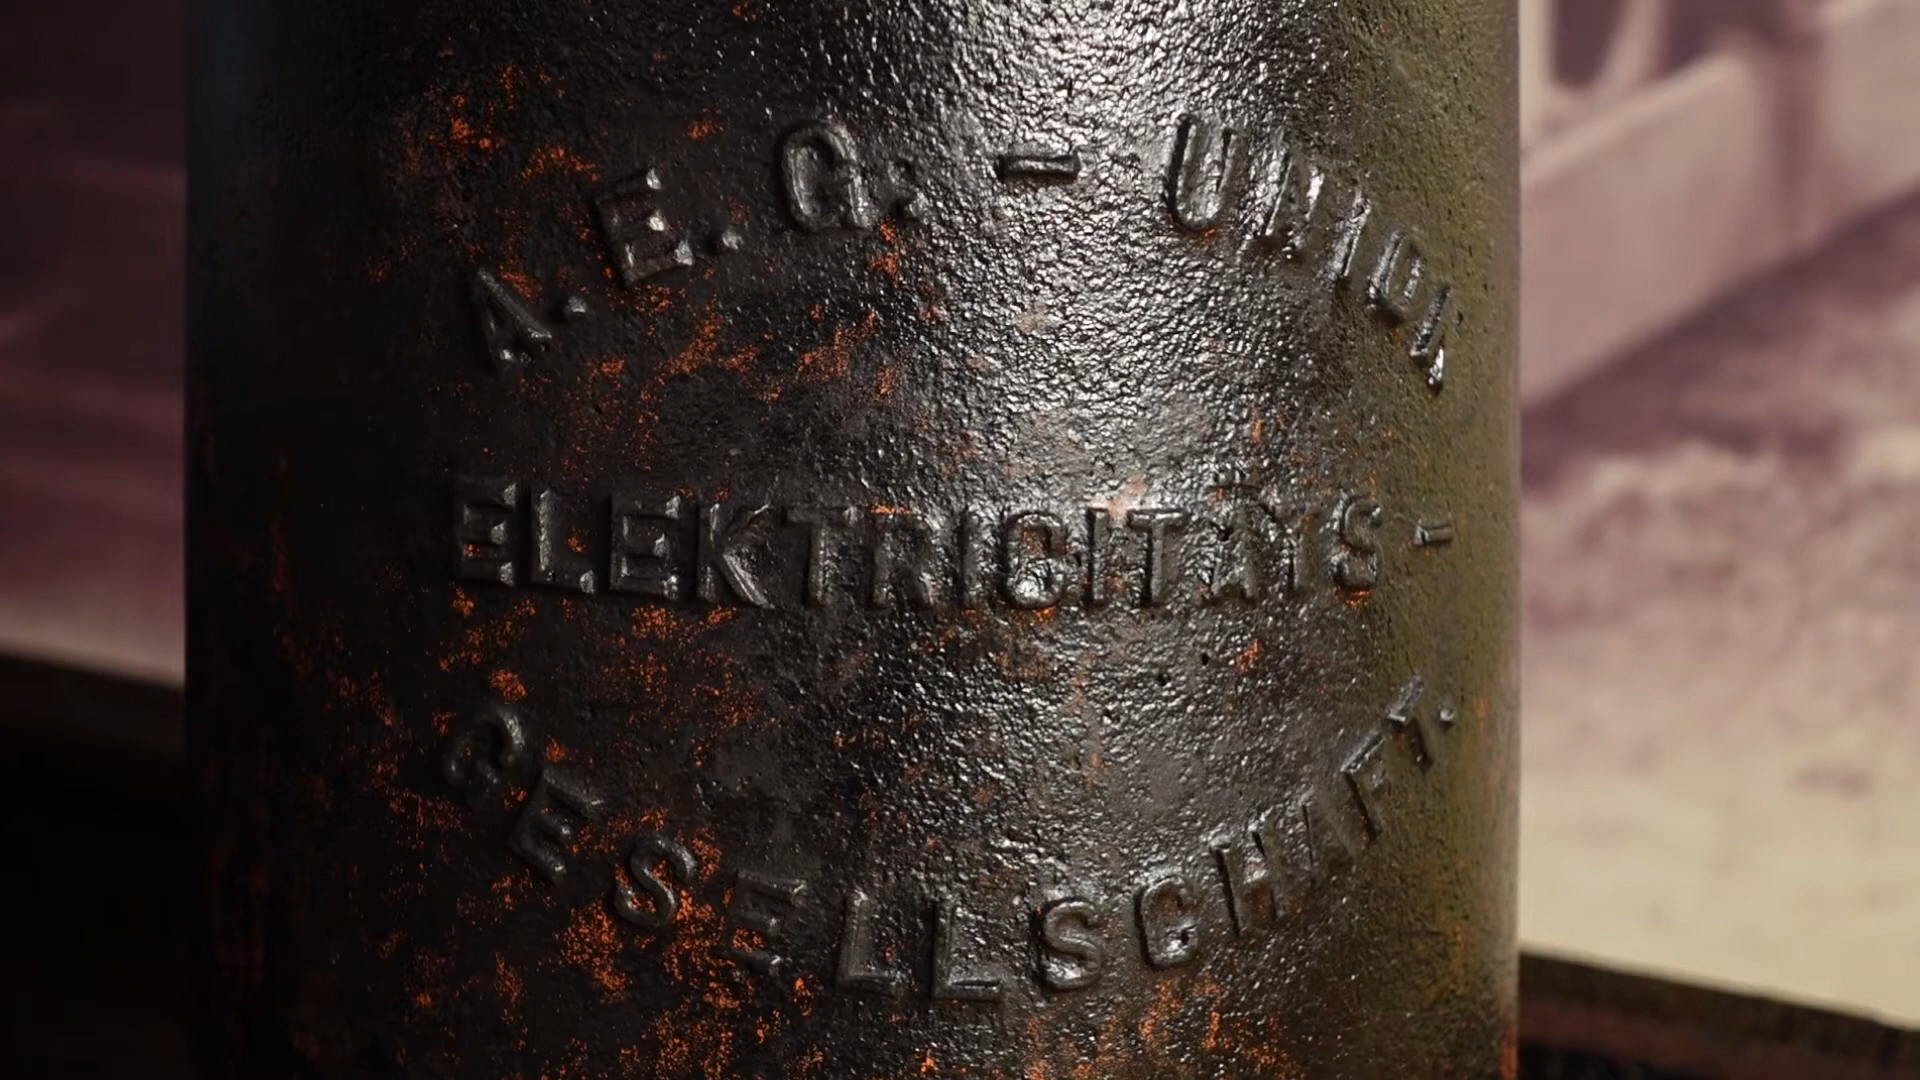 A.E.G. - UNION
ELEKTRICITÄTS-
GESELLSCHAFT.